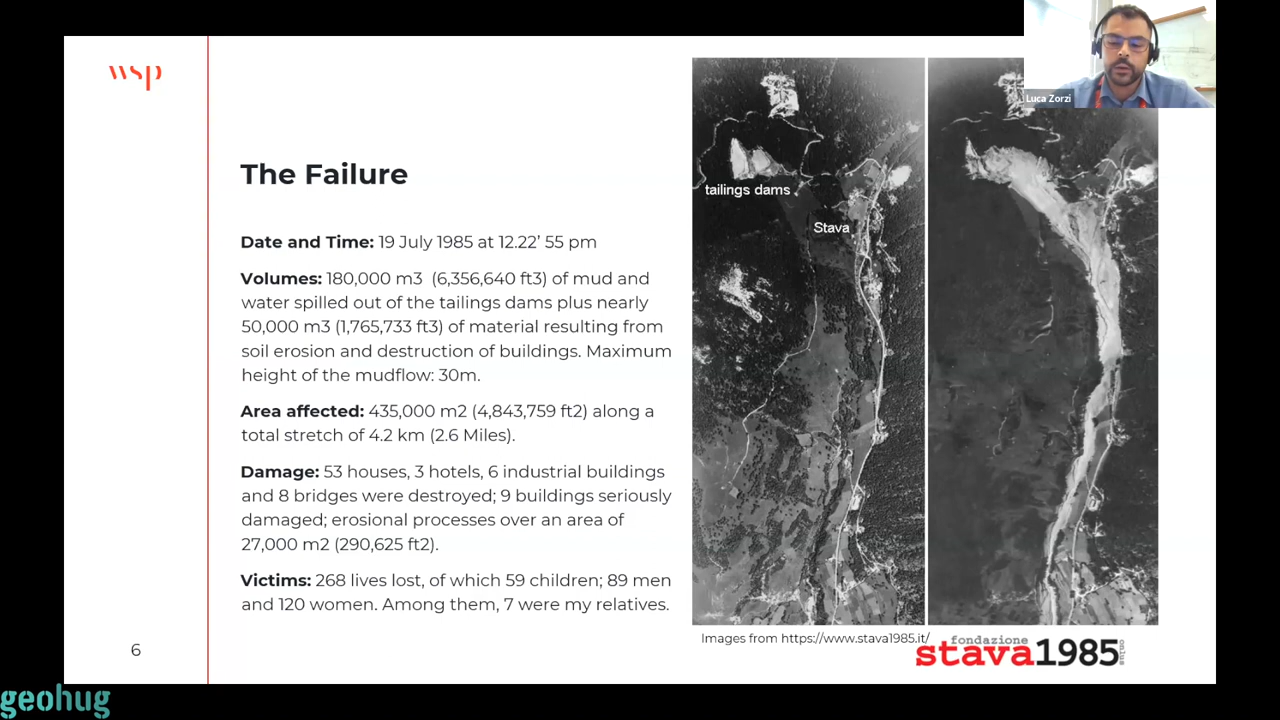 wsp
Luca Zorzi
The Failure
Date and Time: 19 July 1985 at 12.22’ 55 pm
Volumes: 180,000 m3 (6,356,640 ft3) of mud and
water spilled out of the tailings dams plus nearly
50,000 m3 (1,765,733 ft3) of material resulting from
soil erosion and destruction of buildings. Maximum
height of the mudflow: 30m.
Area affected: 435,000 m2 (4,843,759 ft2) along a
total stretch of 4.2 km (2.6 Miles).
Damage: 53 houses, 3 hotels, 6 industrial buildings
and 8 bridges were destroyed; 9 buildings seriously
damaged; erosional processes over an area of
27,000 m2 (290,625 ft2).
Victims: 268 lives lost, of which 59 children; 89 men
and 120 women. Among them, 7 were my relatives.
tailings dams
Stava
Images from https://www.stava1985.it/
fondazione
stava1985
onlus
6
geohug